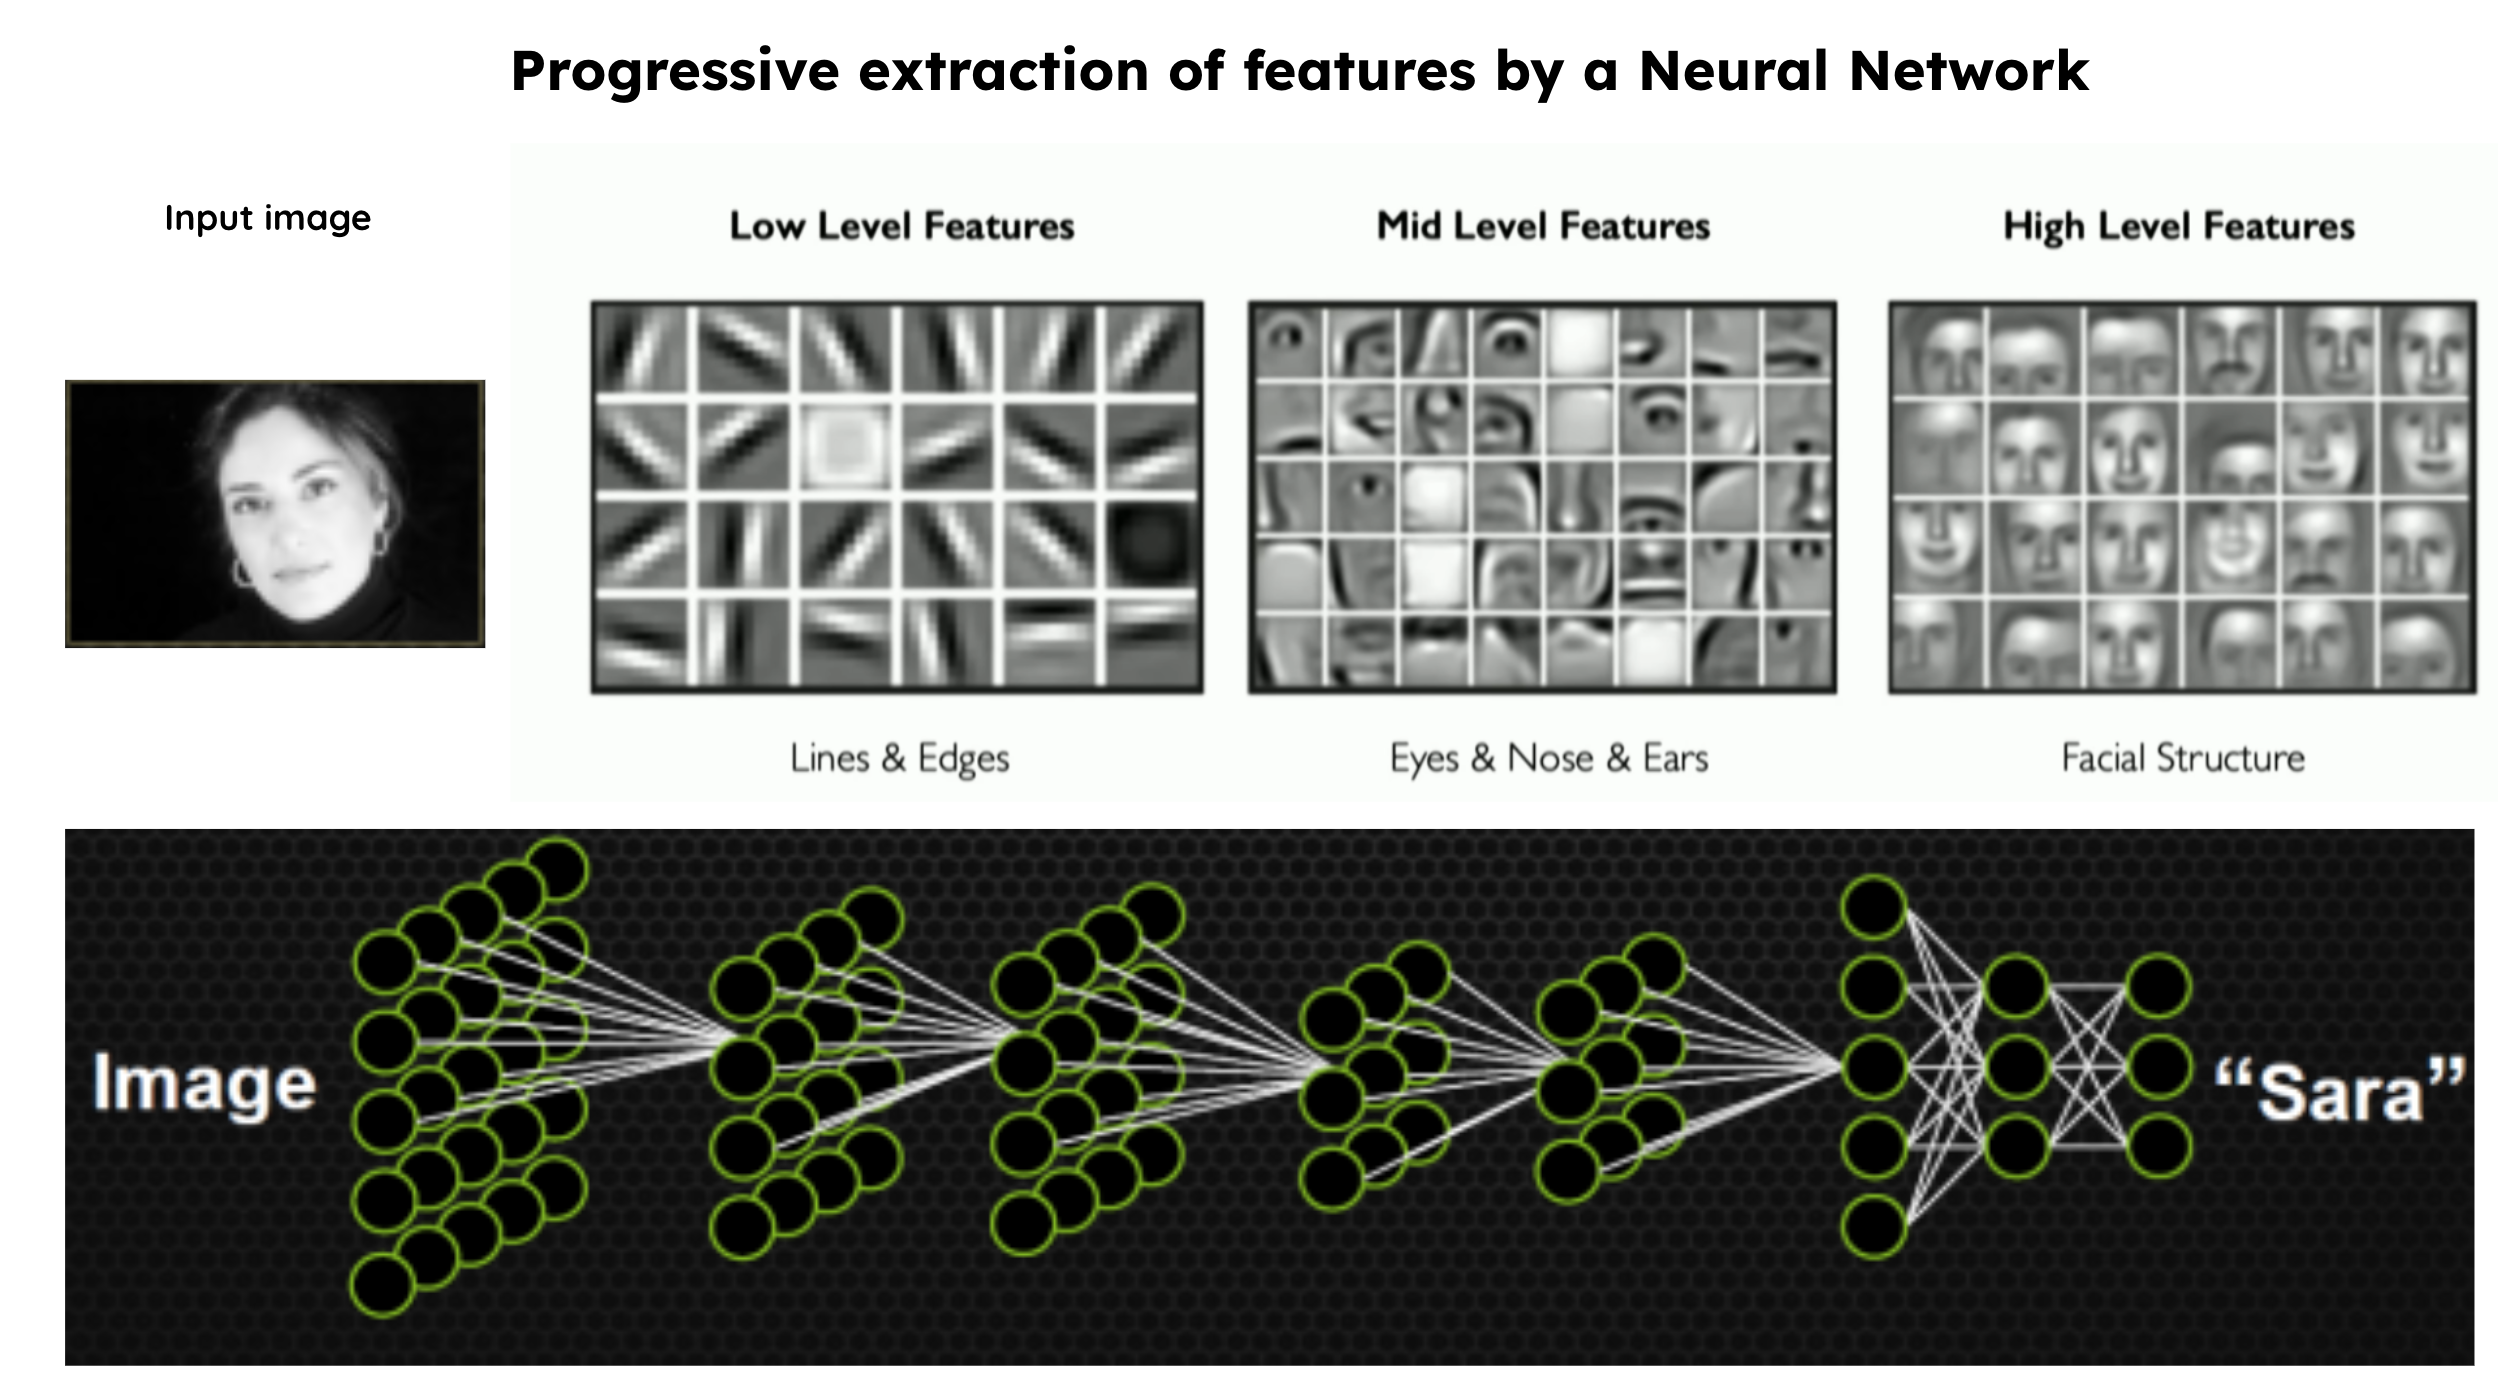 Progressive extraction of features by a Neural Network
Input image
Low Level Features
Mid Level Features
High Level Features
Lines & Edges
Eyes & Nose & Ears
Facial Structure
Image
“Sara”